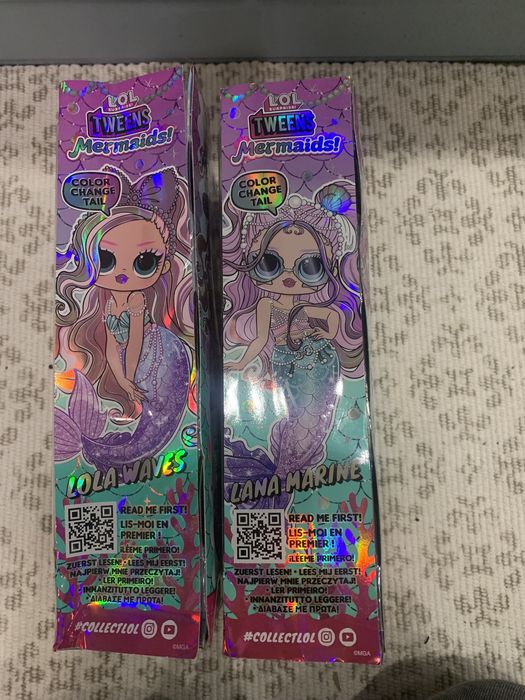 L.O.L.
SURPRISE!
TWEENS
Mermaids!
COLOR
CHANGE
TAIL
LOLA WAVES
READ ME FIRST!
LIS-MOI EN
PREMIER !
¡LÉEME PRIMERO!
ZUERST LESEN! • LEES MIJ EERST!
NAJPIERW MNIE PRZECZYTAJ!
• LER PRIMEIRO!
• INNANZITUTTO LEGGERE!
• ΔΙΑΒΑΣΕ ΜΕ ΠΡΩΤΑ!
#COLLECTLOL
©MGA
L.O.L.
SURPRISE!
TWEENS
Mermaids!
COLOR
CHANGE
TAIL
LANA MARINE
READ ME FIRST!
LIS-MOI EN
PREMIER !
¡LÉEME PRIMERO!
ZUERST LESEN! • LEES MIJ EERST!
NAJPIERW MNIE PRZECZYTAJ!
• LER PRIMEIRO!
• INNANZITUTTO LEGGERE!
• ΔΙΑΒΑΣΕ ΜΕ ΠΡΩΤΑ!
#COLLECTLOL
©MGA